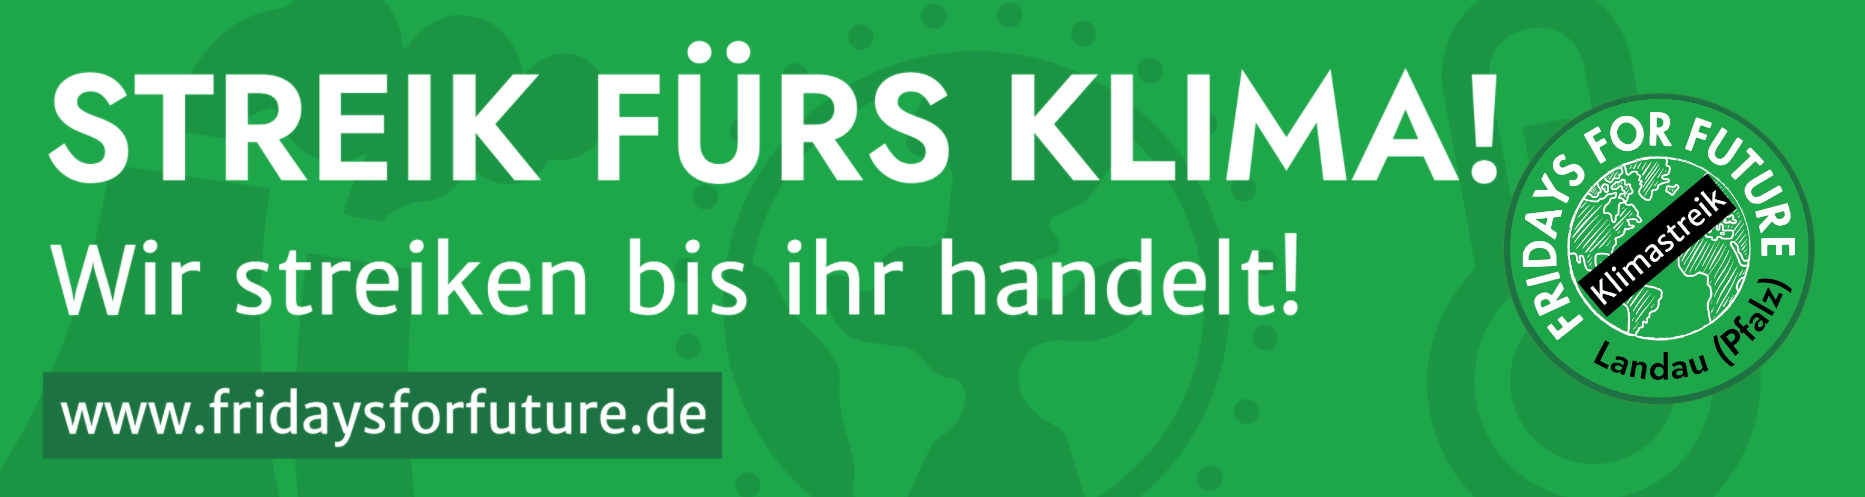 STREIK FÜRS KLIMA!
Wir streiken bis ihr handelt!
www.fridaysforfuture.de
FRIDAYS FOR FUTURE
Klimastreik
Landau (Pfalz)